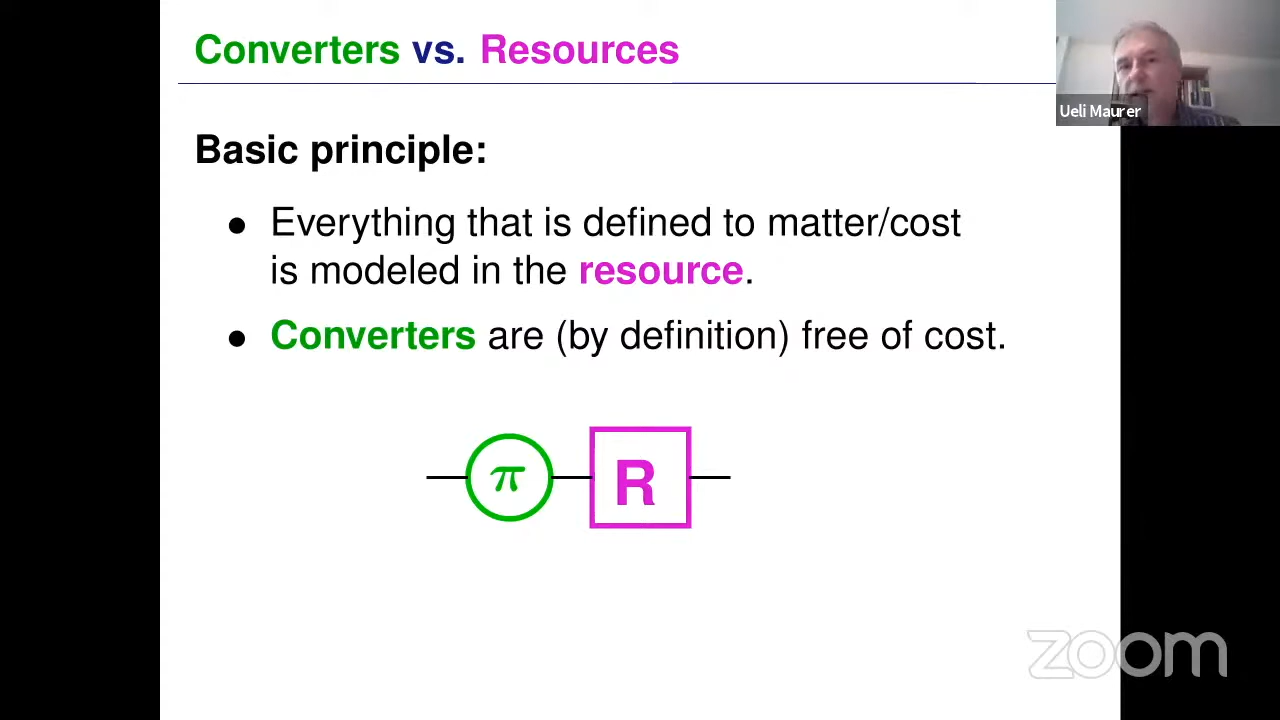 Converters vs. Resources
Ueli Maurer
Basic principle:
• Everything that is defined to matter/cost
is modeled in the resource.
• Converters are (by definition) free of cost.
π
R
zoom